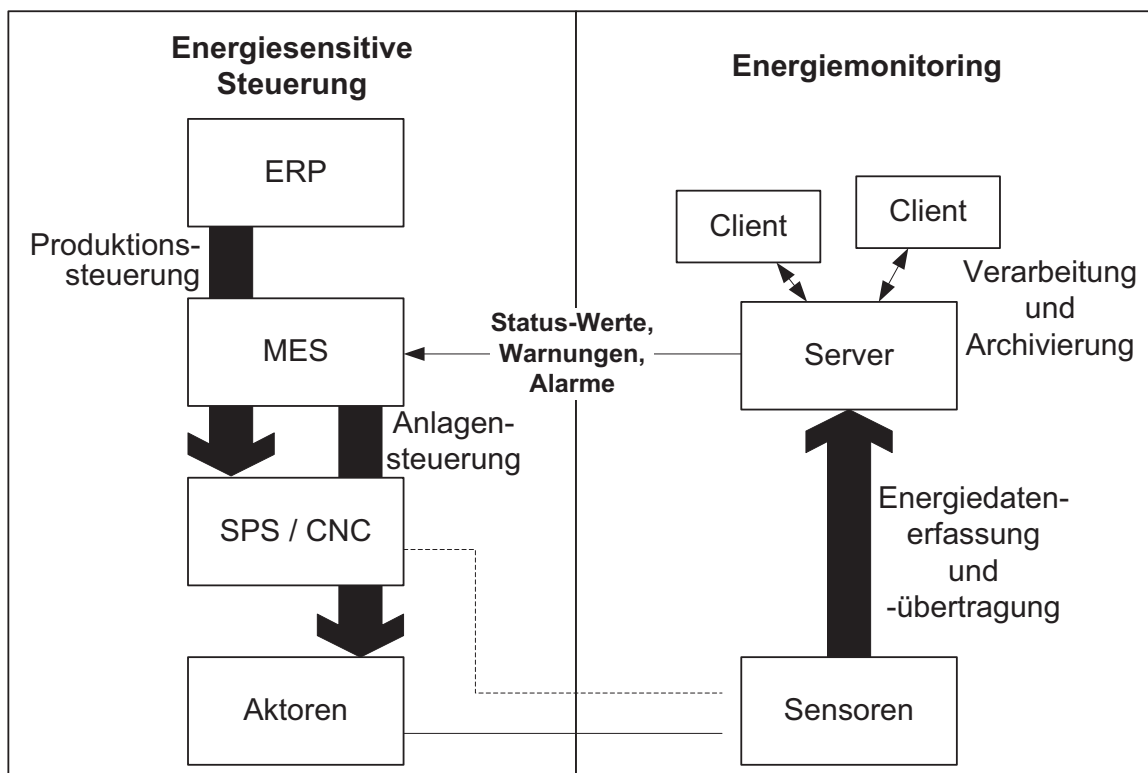 Energiesensitive
Steuerung
ERP
Produktions-
steuerung
MES
Anlagen-
steuerung
SPS / CNC
Aktoren
Status-Werte,
Warnungen,
Alarme
Energiemonitoring
Client
Client
Verarbeitung
und
Archivierung
Server
Energiedaten-
erfassung
und
-übertragung
Sensoren